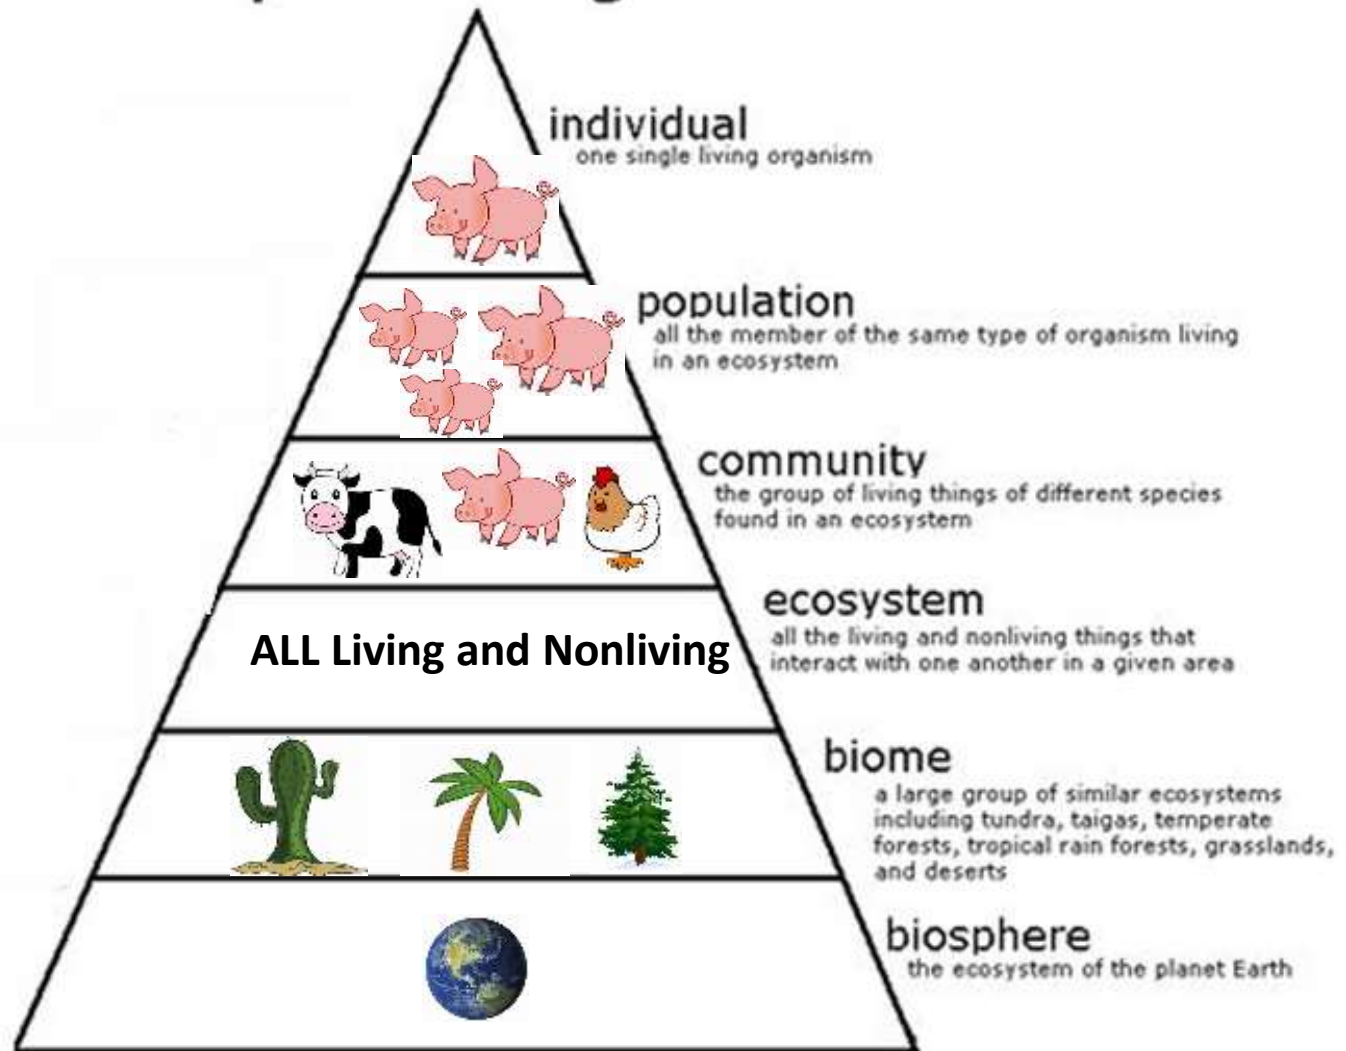 individual
one single living organism
population
all the member of the same type of organism living
in an ecosystem
community
the group of living things of different species
found in an ecosystem
ecosystem
all the living and nonliving things that
interact with one another in a given area
ALL Living and Nonliving
biome
a large group of similar ecosystems
including tundra, taigas, temperate
forests, tropical rain forests, grasslands,
and deserts
biosphere
the ecosystem of the planet Earth